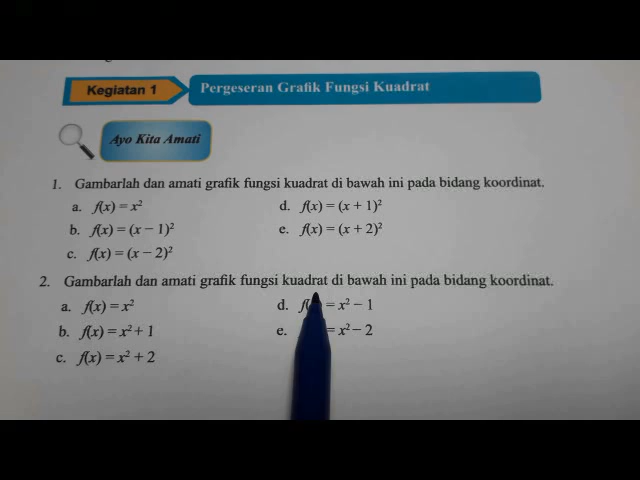 Kegiatan 1
Pergeseran Grafik Fungsi Kuadrat
Ayo Kita Amati
1. Gambarlah dan amati grafik fungsi kuadrat di bawah ini pada bidang koordinat.
a. f(x) = x²
d. f(x) = (x + 1)²
b. f(x) = (x − 1)²
e. f(x) = (x + 2)²
c. f(x) = (x − 2)²
2. Gambarlah dan amati grafik fungsi kuadrat di bawah ini pada bidang koordinat.
a. f(x) = x²
d. f( = x² − 1
b. f(x) = x² + 1
e. = x² − 2
c. f(x) = x² + 2